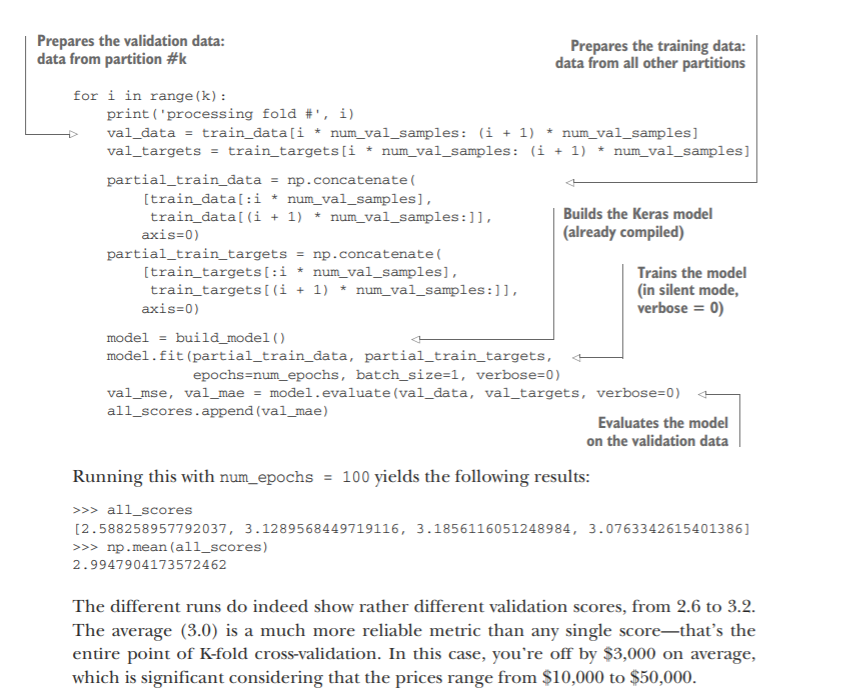 Prepares the validation data:
data from partition #k
Prepares the training data:
data from all other partitions
for i in range(k):
    print('processing fold #', i)
    val_data = train_data[i * num_val_samples: (i + 1) * num_val_samples]
    val_targets = train_targets[i * num_val_samples: (i + 1) * num_val_samples]
    partial_train_data = np.concatenate(
        [train_data[:i * num_val_samples],
         train_data[(i + 1) * num_val_samples:]],
        axis=0)
    partial_train_targets = np.concatenate(
        [train_targets[:i * num_val_samples],
         train_targets[(i + 1) * num_val_samples:]],
        axis=0)
Builds the Keras model
(already compiled)
Trains the model
(in silent mode,
verbose = 0)
    model = build_model()
    model.fit(partial_train_data, partial_train_targets,
              epochs=num_epochs, batch_size=1, verbose=0)
    val_mse, val_mae = model.evaluate(val_data, val_targets, verbose=0)
    all_scores.append(val_mae)
Evaluates the model
on the validation data
Running this with num_epochs = 100 yields the following results:
>>> all_scores
[2.588258957792037, 3.1289568449719116, 3.1856116051248984, 3.0763342615401386]
>>> np.mean(all_scores)
2.9947904173572462
The different runs do indeed show rather different validation scores, from 2.6 to 3.2.
The average (3.0) is a much more reliable metric than any single score—that's the
entire point of K-fold cross-validation. In this case, you're off by $3,000 on average,
which is significant considering that the prices range from $10,000 to $50,000.